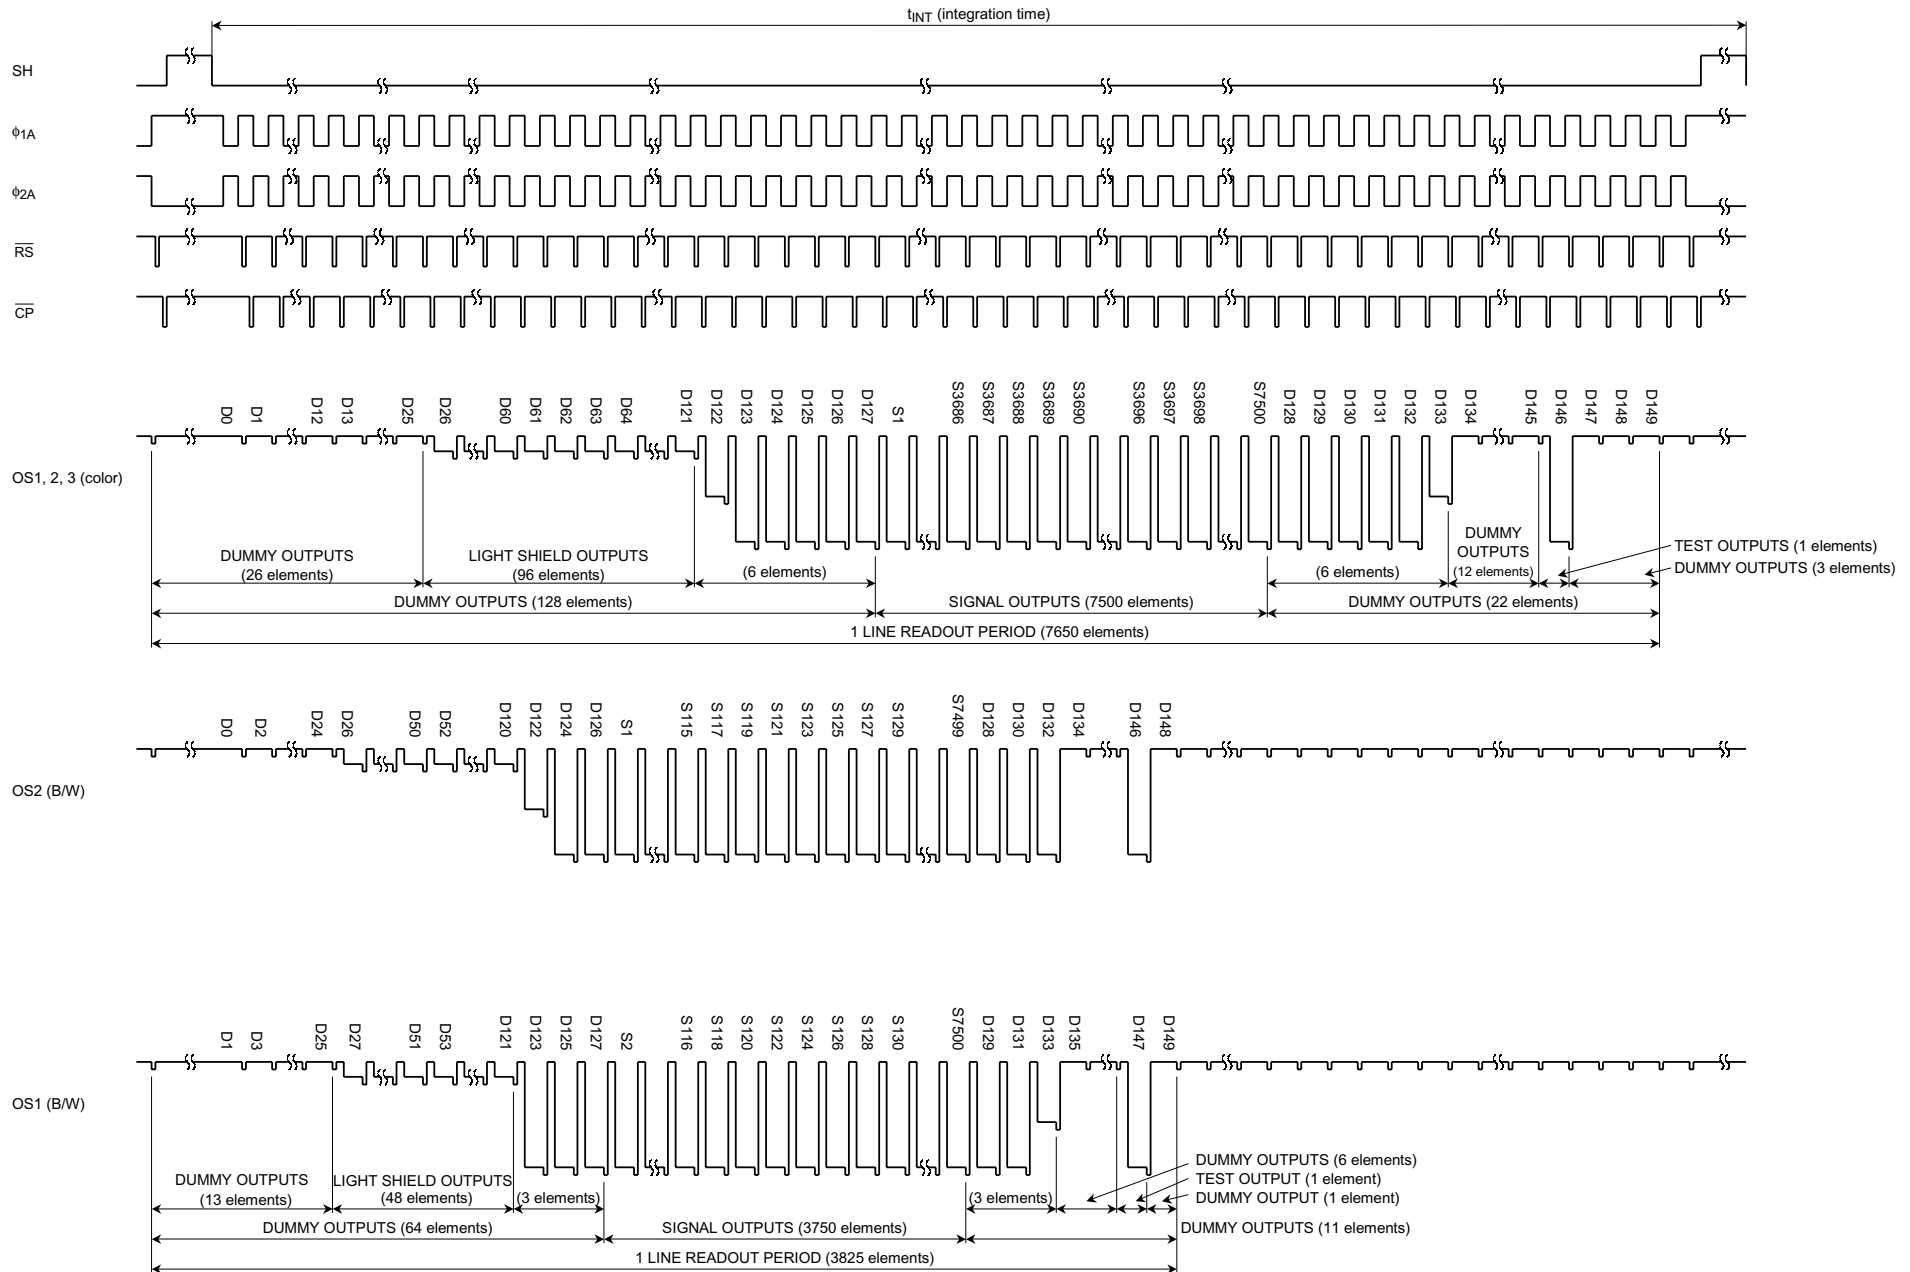 tINT (integration time)
SH
ϕ1A
ϕ2A
RS
CP
D0 D1 D12 D13 D25 D26 D60 D61 D62 D63 D64 D121 D122 D123 D124 D125 D126 D127 S1 S3686 S3687 S3688 S3689 S3690 S3696 S3697 S3698 S7500 D128 D129 D130 D131 D132 D133 D134 D145 D146 D147 D148 D149
OS1, 2, 3 (color)
DUMMY OUTPUTS
(26 elements)
LIGHT SHIELD OUTPUTS
(96 elements)
(6 elements)
(6 elements)
DUMMY
OUTPUTS
(12 elements)
TEST OUTPUTS (1 elements)
DUMMY OUTPUTS (3 elements)
DUMMY OUTPUTS (128 elements)
SIGNAL OUTPUTS (7500 elements)
DUMMY OUTPUTS (22 elements)
1 LINE READOUT PERIOD (7650 elements)
D0 D2 D24 D26 D50 D52 D120 D122 D124 D126 S1 S115 S117 S119 S121 S123 S125 S127 S129 S7499 D128 D130 D132 D134 D146 D148
OS2 (B/W)
D1 D3 D25 D27 D51 D53 D121 D123 D125 D127 S2 S116 S118 S120 S122 S124 S126 S128 S130 S7500 D129 D131 D133 D135 D147 D149
OS1 (B/W)
DUMMY OUTPUTS
(13 elements)
LIGHT SHIELD OUTPUTS
(48 elements)
(3 elements)
(3 elements)
DUMMY OUTPUTS (6 elements)
TEST OUTPUT (1 element)
DUMMY OUTPUT (1 element)
DUMMY OUTPUTS (64 elements)
SIGNAL OUTPUTS (3750 elements)
DUMMY OUTPUTS (11 elements)
1 LINE READOUT PERIOD (3825 elements)